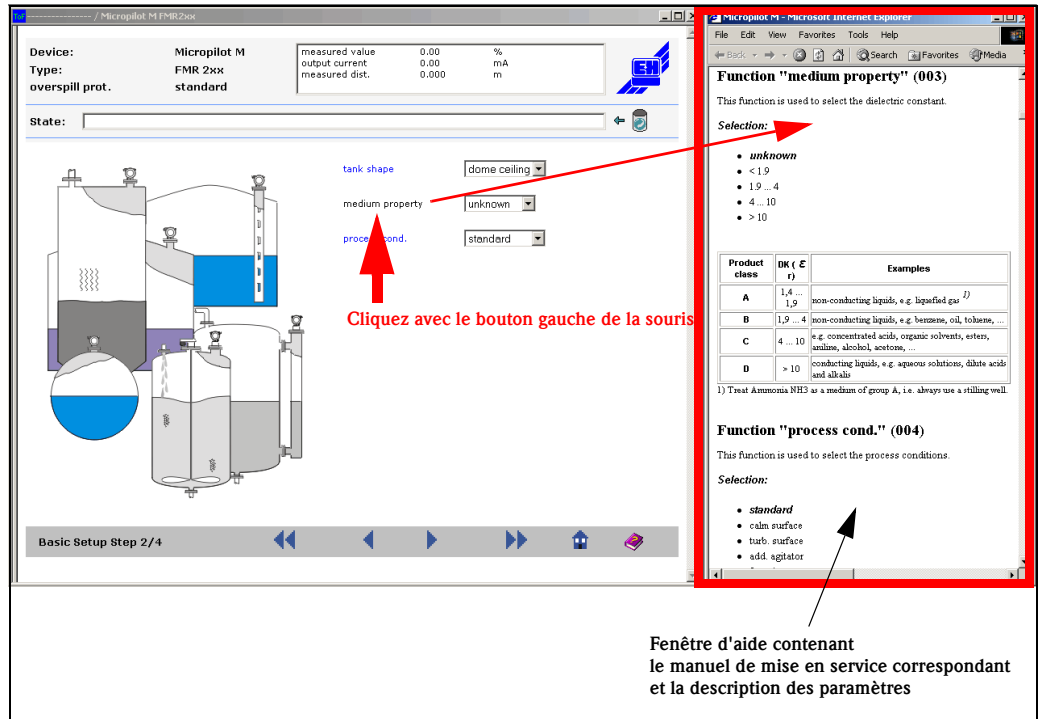 ToF ---------------- / Micropilot M FMR2xx
Device: Micropilot M
Type: FMR 2xx
overspill prot. standard
measured value 0.00 %
output current 0.00 mA
measured dist. 0.000 m
EH
State:
tank shape dome ceiling
medium property unknown
process cond. standard
Cliquez avec le bouton gauche de la souris
Basic Setup Step 2/4
Micropilot M - Microsoft Internet Explorer
File Edit View Favorites Tools Help
Back Search Favorites Media
Function "medium property" (003)
This function is used to select the dielectric constant.
Selection:
• unknown
• < 1.9
• 1.9 ... 4
• 4 ... 10
• > 10
Product class DK ( ε r) Examples
A 1,4 ... 1,9 non-conducting liquids, e.g. liquefied gas 1)
B 1,9 ... 4 non-conducting liquids, e.g. benzene, oil, toluene, ...
C 4 ... 10 e.g. concentrated acids, organic solvents, esters, aniline, alcohol, acetone, ...
D > 10 conducting liquids, e.g. aqueous solutions, dilute acids and alkalis
1) Treat Ammonia NH3 as a medium of group A, i.e. always use a stilling well.
Function "process cond." (004)
This function is used to select the process conditions.
Selection:
• standard
• calm surface
• turb. surface
• add. agitator
Fenêtre d'aide contenant
le manuel de mise en service correspondant
et la description des paramètres